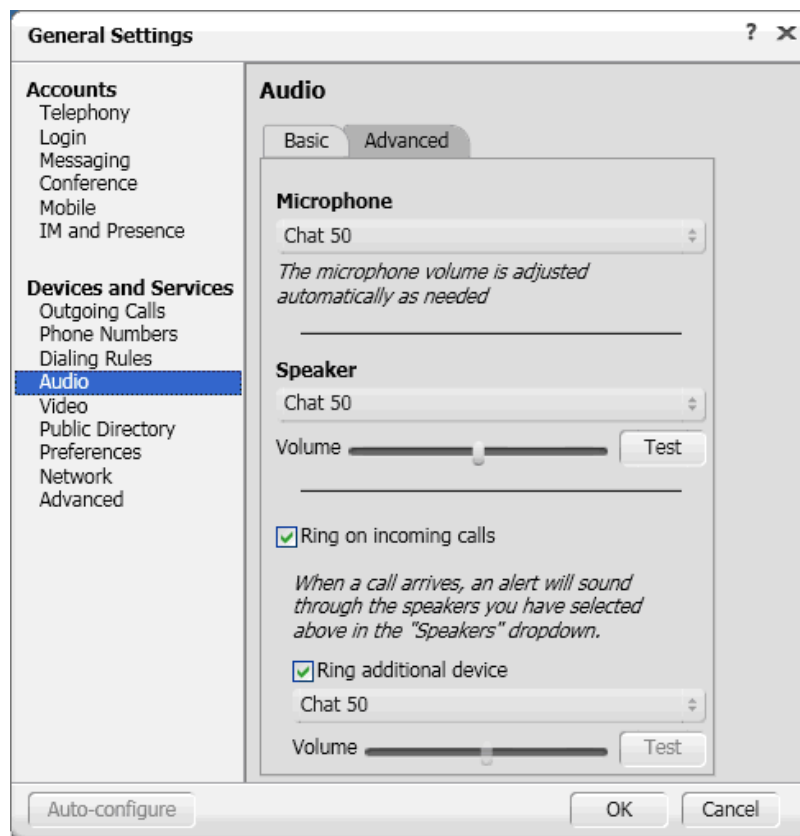 General Settings
?
Accounts
Telephony
Login
Messaging
Conference
Mobile
IM and Presence
Devices and Services
Outgoing Calls
Phone Numbers
Dialing Rules
Audio
Video
Public Directory
Preferences
Network
Advanced
Audio
Basic
Advanced
Microphone
Chat 50
The microphone volume is adjusted
automatically as needed
Speaker
Chat 50
Volume
Test
Ring on incoming calls
When a call arrives, an alert will sound
through the speakers you have selected
above in the "Speakers" dropdown.
Ring additional device
Chat 50
Volume
Test
Auto-configure
OK
Cancel